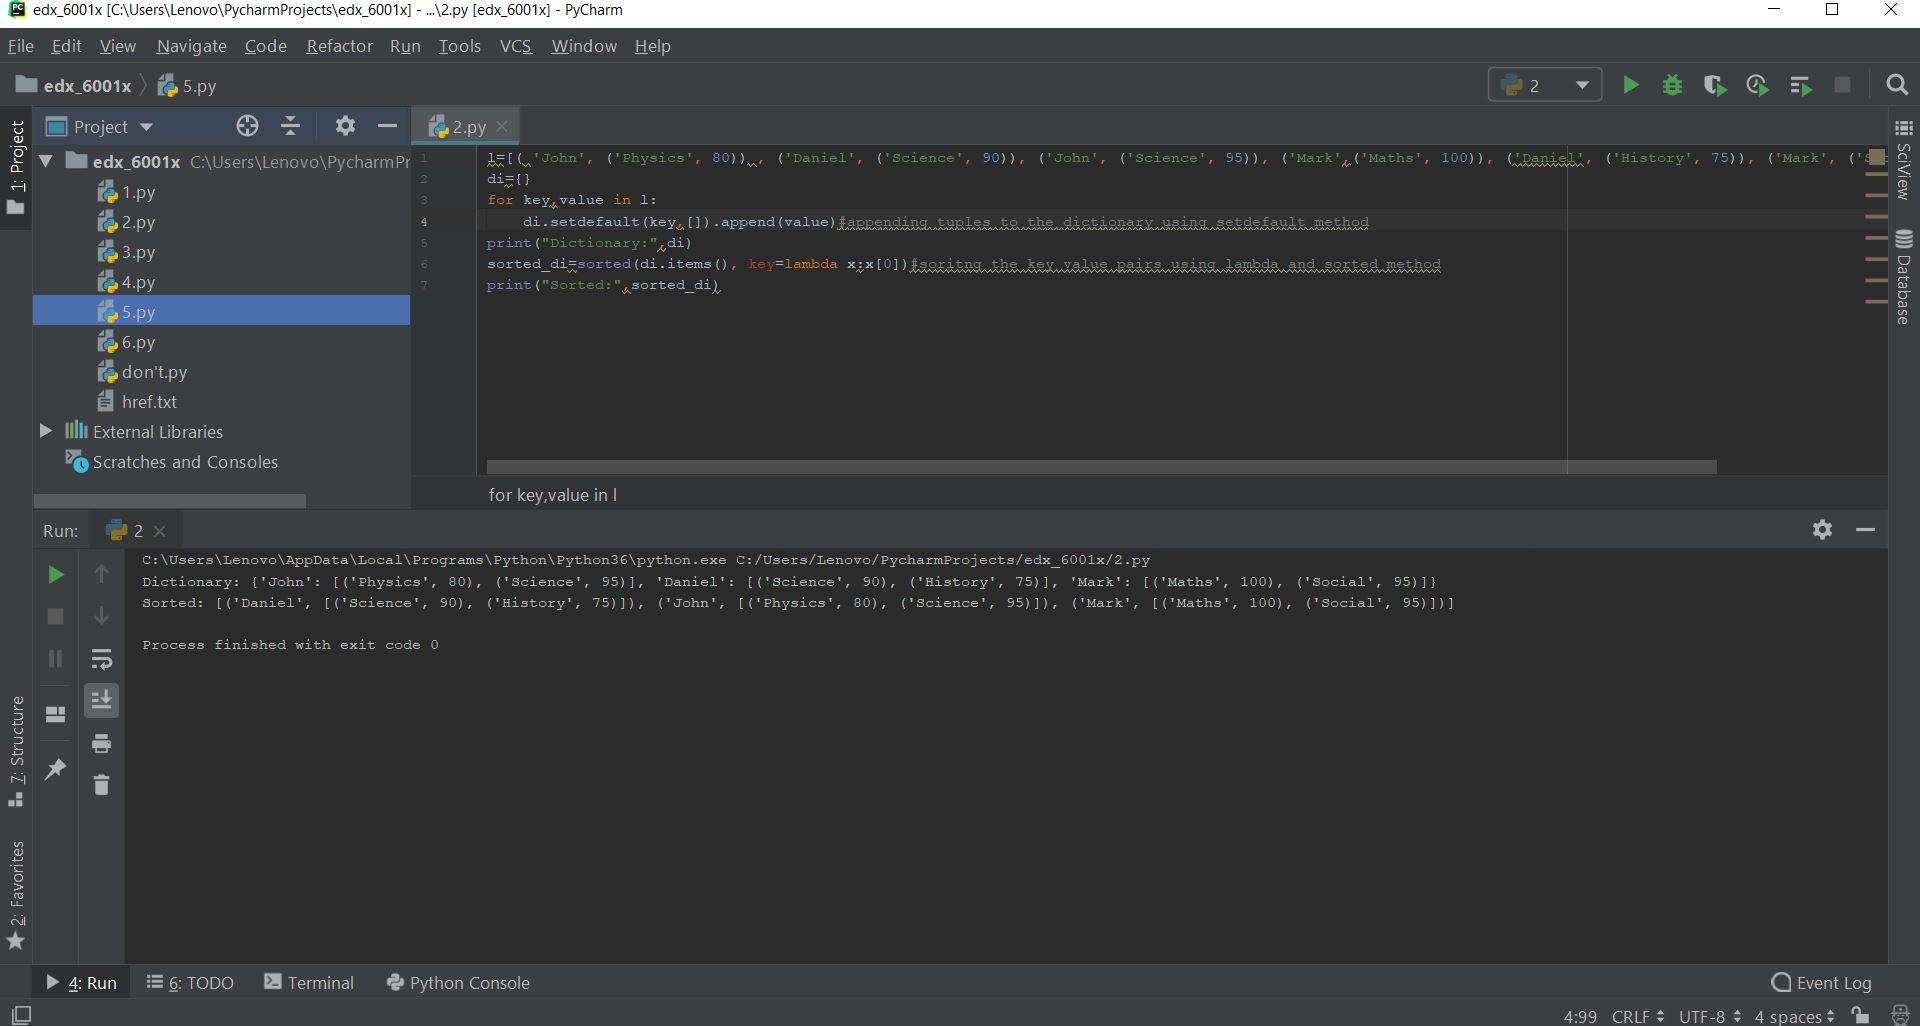 edx_6001x [C:\Users\Lenovo\PycharmProjects\edx_6001x] - ...\2.py [edx_6001x] - PyCharm
File Edit View Navigate Code Refactor Run Tools VCS Window Help
edx_6001x 5.py
2
Project
2.py
1: Project
edx_6001x C:\Users\Lenovo\PycharmPr
1.py
2.py
3.py
4.py
5.py
6.py
don't.py
href.txt
External Libraries
Scratches and Consoles
1 l=[( 'John', ('Physics', 80)) , ('Daniel', ('Science', 90)), ('John', ('Science', 95)), ('Mark',('Maths', 100)), ('Daniel', ('History', 75)), ('Mark', ('
2 di={}
3 for key,value in l:
4 di.setdefault(key,[]).append(value)#appending tuples to the dictionary using setdefault method
5 print("Dictionary:",di)
6 sorted_di=sorted(di.items(), key=lambda x:x[0])#soritng the key value pairs using lambda and sorted method
7 print("Sorted:",sorted_di)
for key,value in l
SciView
Database
Run: 2
C:\Users\Lenovo\AppData\Local\Programs\Python\Python36\python.exe C:/Users/Lenovo/PycharmProjects/edx_6001x/2.py
Dictionary: {'John': [('Physics', 80), ('Science', 95)], 'Daniel': [('Science', 90), ('History', 75)], 'Mark': [('Maths', 100), ('Social', 95)]}
Sorted: [('Daniel', [('Science', 90), ('History', 75)]), ('John', [('Physics', 80), ('Science', 95)]), ('Mark', [('Maths', 100), ('Social', 95)])]
Process finished with exit code 0
7: Structure
2: Favorites
4: Run 6: TODO Terminal Python Console Event Log
4:99 CRLF UTF-8 4 spaces